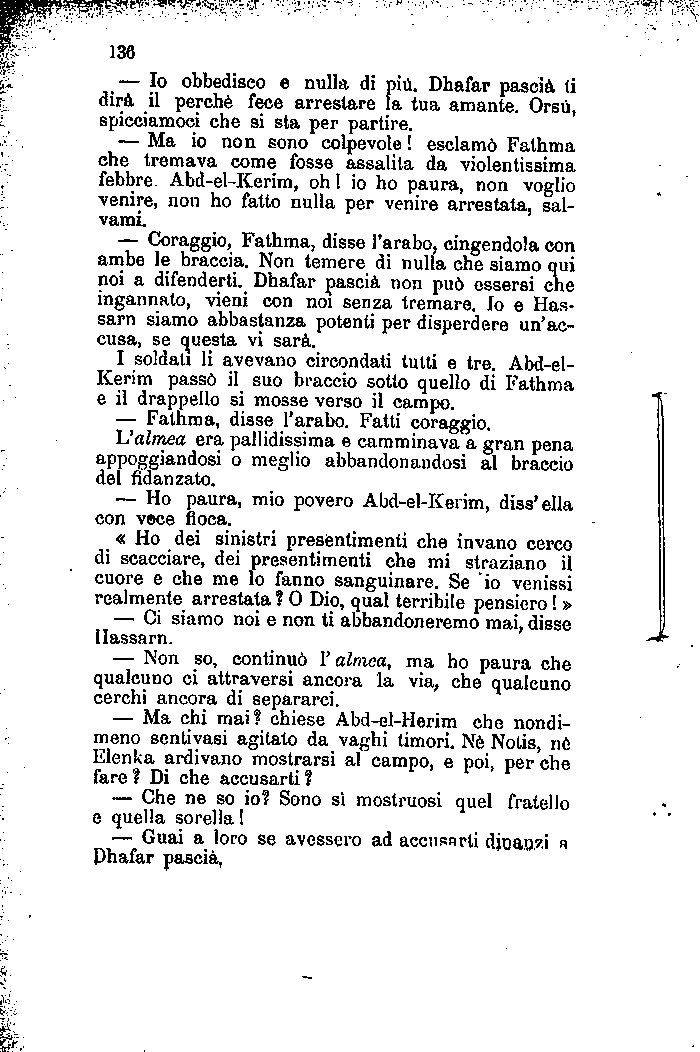 136
— Io obbedisco e nulla di più. Dhafar pascià ti
dirà il perchè fece arrestare la tua amante. Orsù,
spicciamoci che si sta per partire.
— Ma io non sono colpevole! esclamò Fathma
che tremava come fosse assalita da violentissima
febbre. Abd-el-Kerim, oh! io ho paura, non voglio
venire, non ho fatto nulla per venire arrestata, sal-
vami.
— Coraggio, Fathma, disse l'arabo, cingendola con
ambe le braccia. Non temere di nulla che siamo qui
noi a difenderti. Dhafar pascià non può essersi che
ingannato, vieni con noi senza tremare. Io e Has-
sarn siamo abbastanza potenti per disperdere un'ac-
cusa, se questa vi sarà.
I soldati li avevano circondati tutti e tre. Abd-el-
Kerim passò il suo braccio sotto quello di Fathma
e il drappello si mosse verso il campo.
— Fathma, disse l'arabo. Fatti coraggio.
L'almea era pallidissima e camminava a gran pena
appoggiandosi o meglio abbandonandosi al braccio
del fidanzato.
— Ho paura, mio povero Abd-el-Kerim, diss'ella
con voce fioca.
« Ho dei sinistri presentimenti che invano cerco
di scacciare, dei presentimenti che mi straziano il
cuore e che me lo fanno sanguinare. Se io venissi
realmente arrestata? O Dio, qual terribile pensiero! »
— Ci siamo noi e non ti abbandoneremo mai, disse
Hassarn.
— Non so, continuò l'almea, ma ho paura che
qualcuno ci attraversi ancora la via, che qualcuno
cerchi ancora di separarci.
— Ma chi mai? chiese Abd-el-Herim che nondi-
meno sentivasi agitato da vaghi timori. Nè Notis, nè
Elenka ardivano mostrarsi al campo, e poi, per che
fare? Di che accusarti?
— Che ne so io? Sono sì mostruosi quel fratello
e quella sorella!
— Guai a loro se avessero ad accusarti dinanzi a
Dhafar pascià,